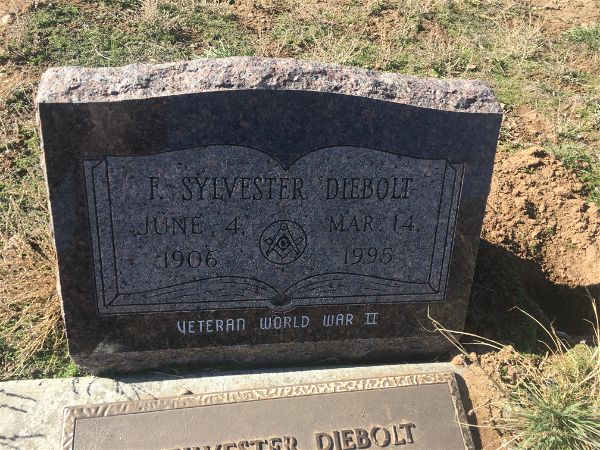 F. SYLVESTER DIEBOLT
JUNE 4, 1906
MAR 14, 1995
G
VETERAN WORLD WAR II
DIEBOLT